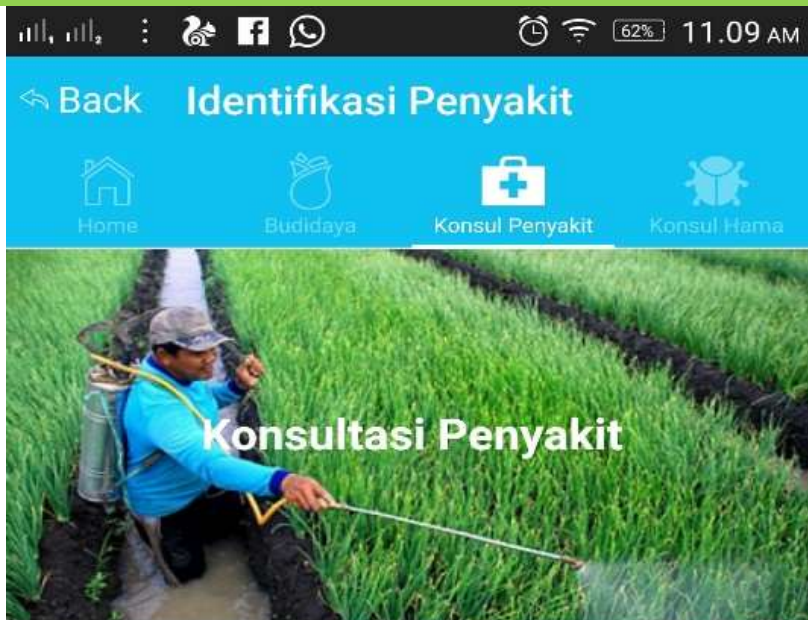 62% 11.09 AM
Back Identifikasi Penyakit
Home Budidaya Konsul Penyakit Konsul Hama
Konsultasi Penyakit